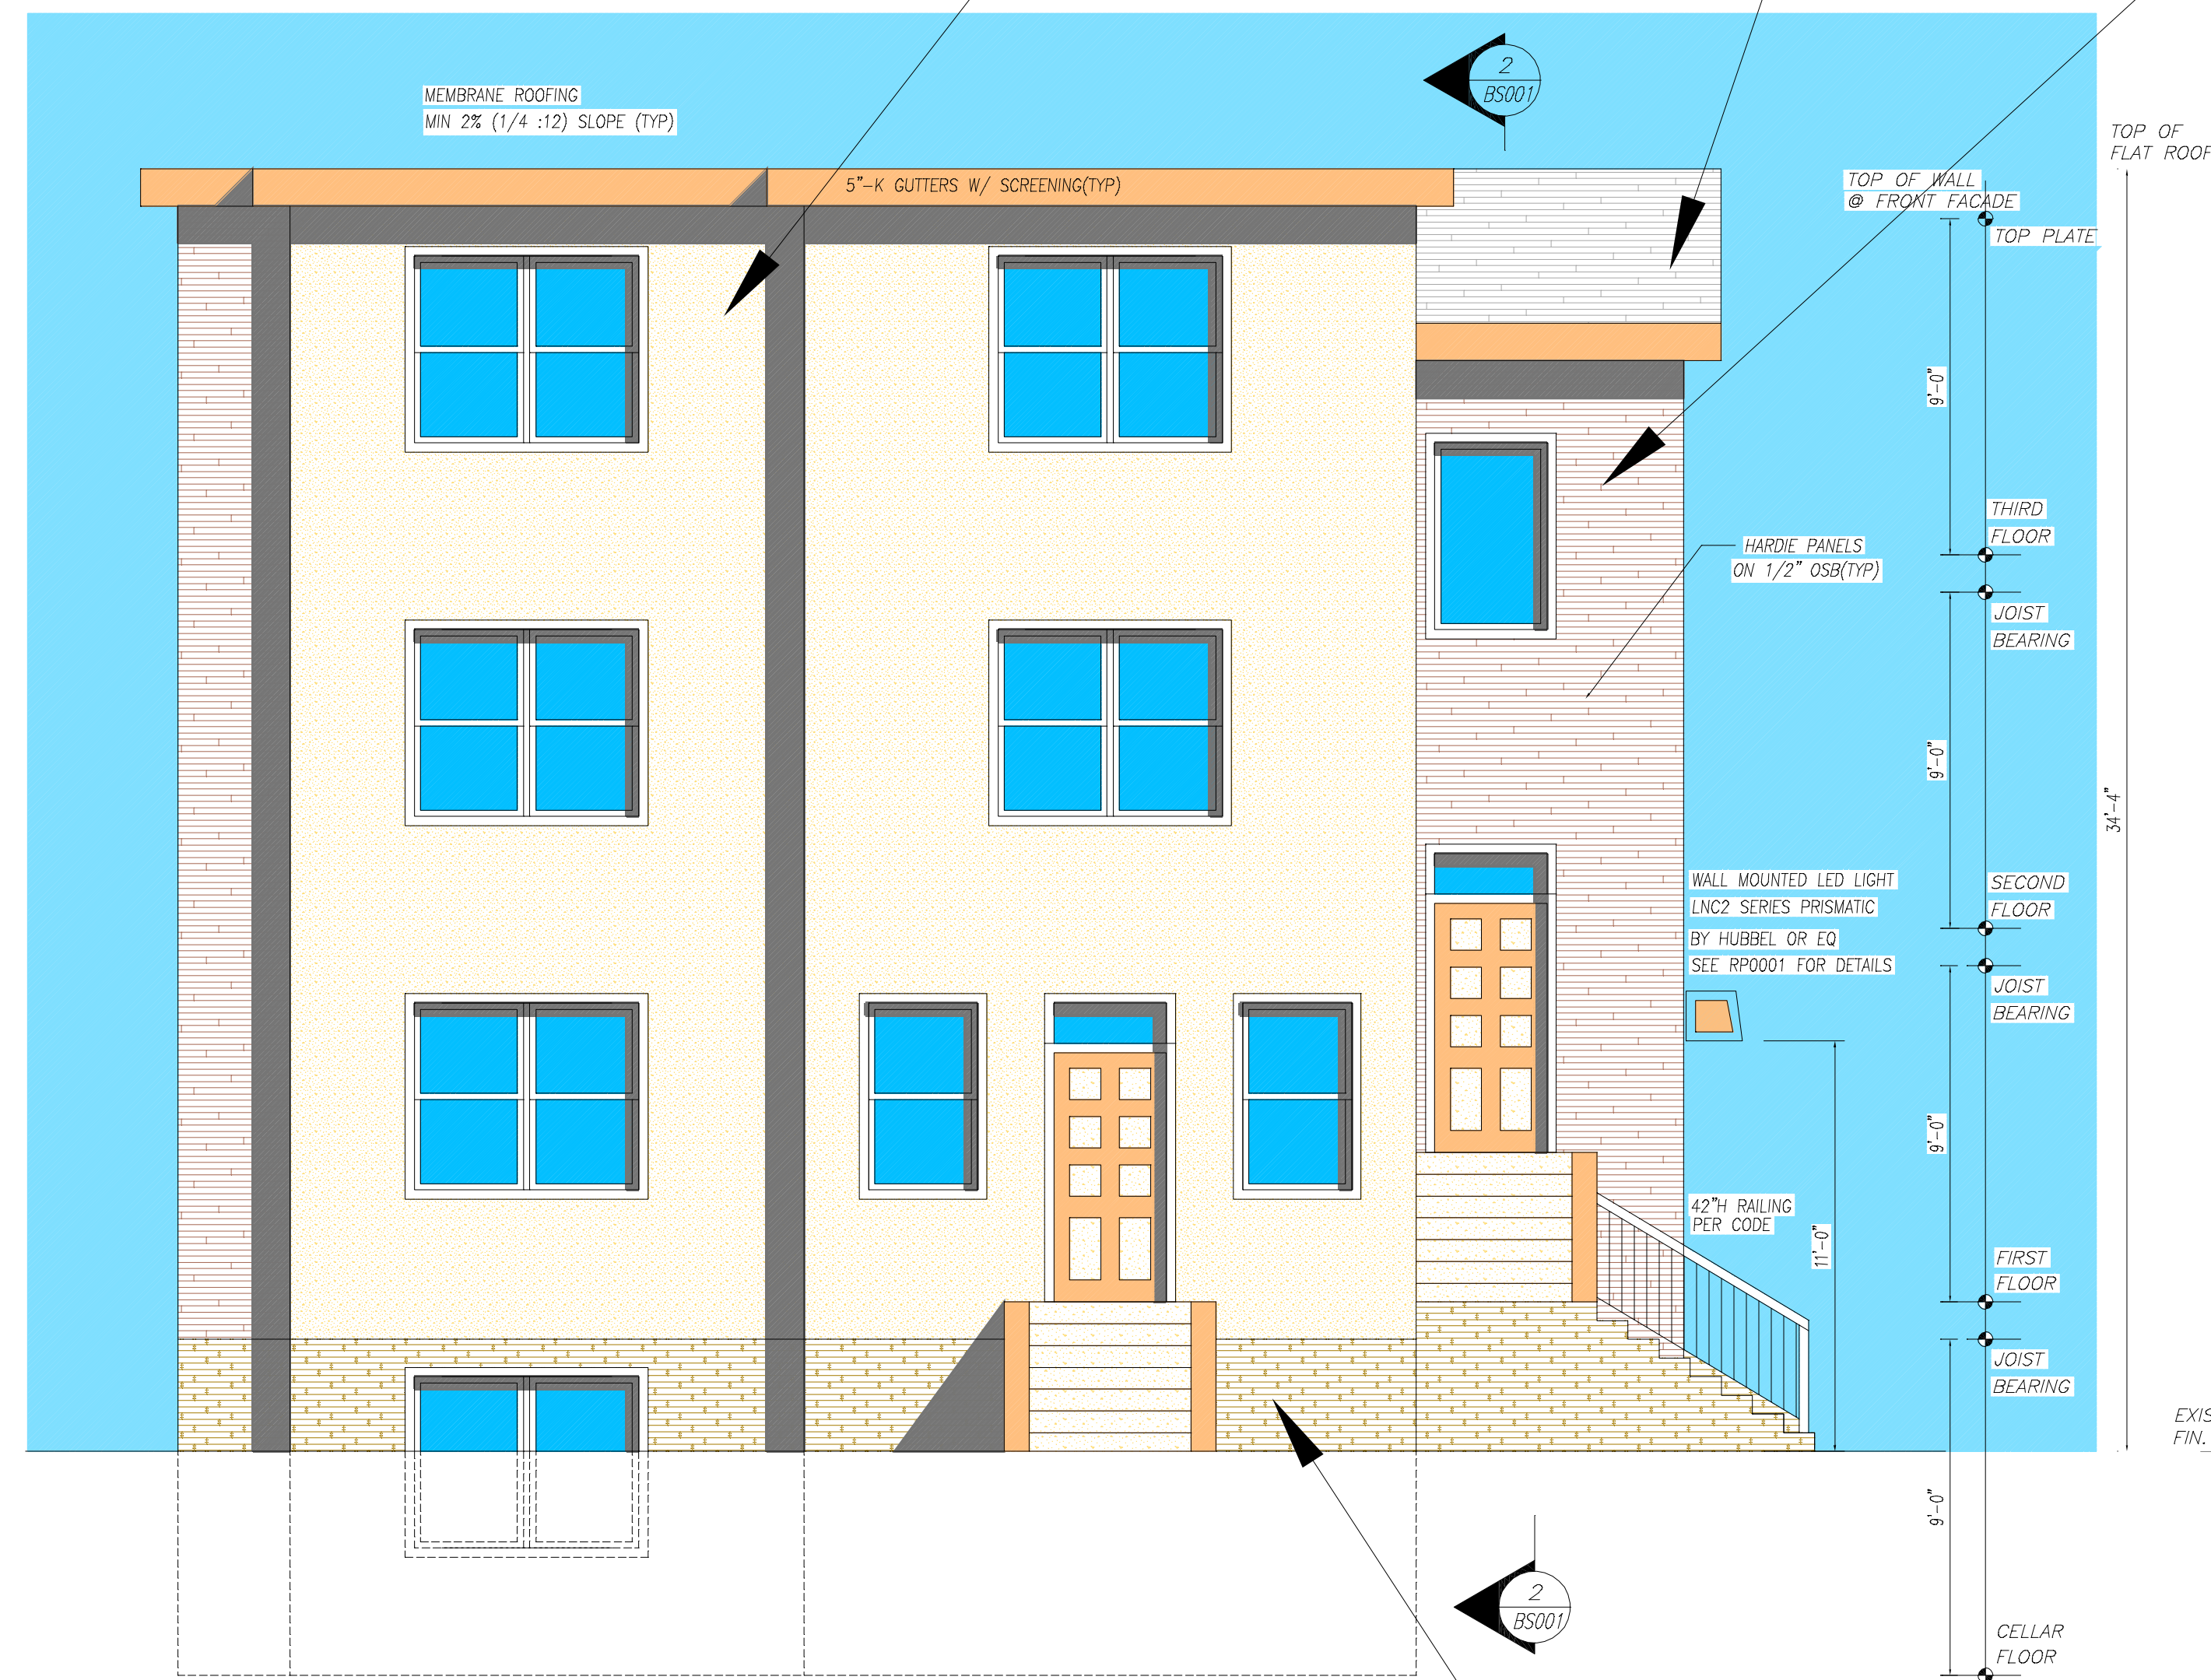 2
BS001
MEMBRANE ROOFING
MIN 2% (1/4 :12) SLOPE (TYP)
TOP OF
FLAT ROOF
5"-K GUTTERS W/ SCREENING(TYP)
TOP OF WALL
@ FRONT FACADE
TOP PLATE
9'-0"
THIRD
FLOOR
HARDIE PANELS
ON 1/2" OSB(TYP)
JOIST
BEARING
9'-0"
34'-4"
WALL MOUNTED LED LIGHT
LNC2 SERIES PRISMATIC
BY HUBBEL OR EQ
SEE RP0001 FOR DETAILS
SECOND
FLOOR
JOIST
BEARING
9'-0"
42"H RAILING
PER CODE
11'-0"
FIRST
FLOOR
JOIST
BEARING
EXIS
FIN.
9'-0"
2
BS001
CELLAR
FLOOR